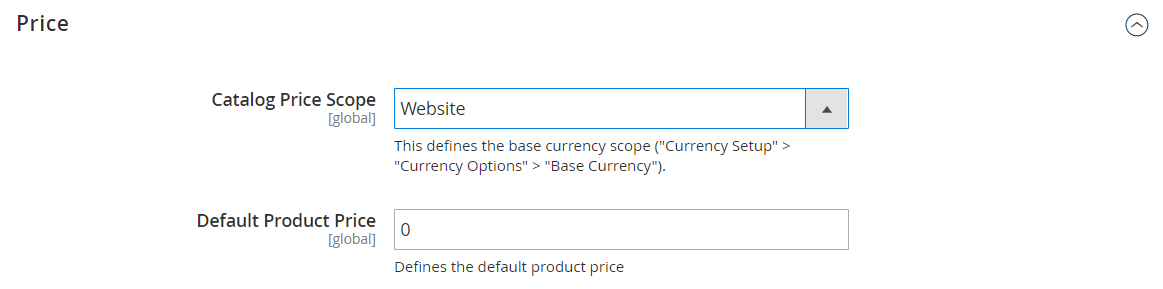 Price
Catalog Price Scope
[global]
Website
This defines the base currency scope ("Currency Setup" >
"Currency Options" > "Base Currency").
Default Product Price
[global]
0
Defines the default product price